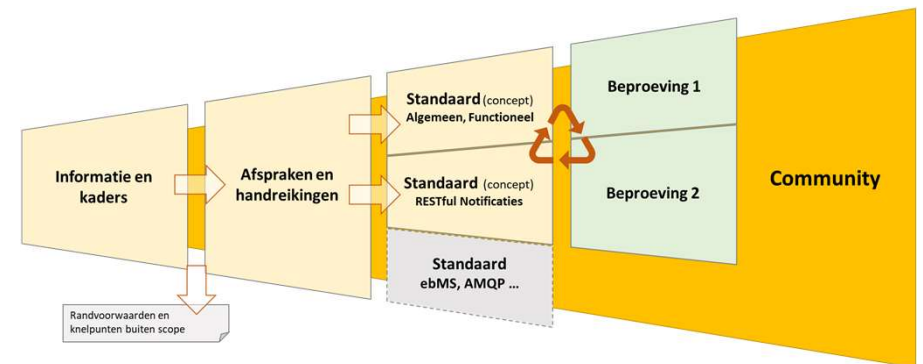 Informatie en
kaders
Randvoorwaarden en
knelpunten buiten scope
Afspraken en
handreikingen
Standaard (concept)
Algemeen, Functioneel
Standaard (concept)
RESTful Notificaties
Standaard
ebMS, AMQP ...
Beproeving 1
Beproeving 2
Community